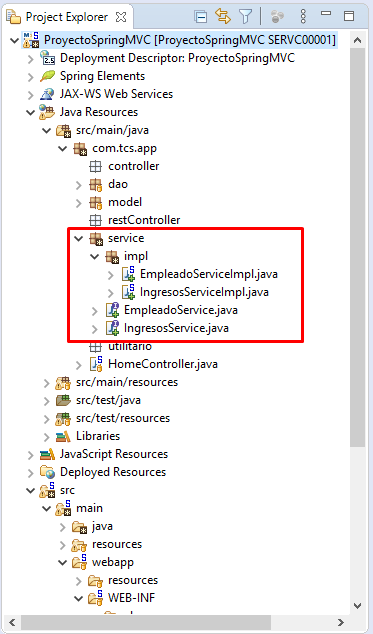 Project Explorer
ProyectoSpringMVC [ProyectoSpringMVC SERVC00001]
Deployment Descriptor: ProyectoSpringMVC
Spring Elements
JAX-WS Web Services
Java Resources
src/main/java
com.tcs.app
controller
dao
model
restController
service
impl
EmpleadoServiceImpl.java
IngresosServiceImpl.java
EmpleadoService.java
IngresosService.java
utilitario
HomeController.java
src/main/resources
src/test/java
src/test/resources
Libraries
JavaScript Resources
Deployed Resources
src
main
java
resources
webapp
resources
WEB-INF